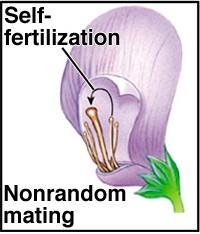 Self-
fertilization
Nonrandom
mating